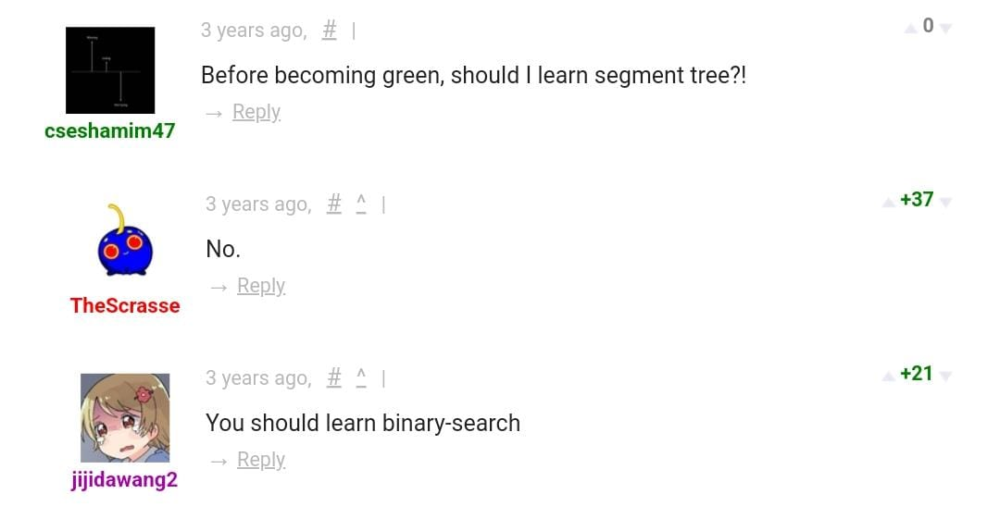 3 years ago, # |
0
Before becoming green, should I learn segment tree?!
→ Reply
cseshamim47
3 years ago, # ^ |
+37
No.
→ Reply
TheScrasse
3 years ago, # ^ |
+21
You should learn binary-search
→ Reply
jijidawang2